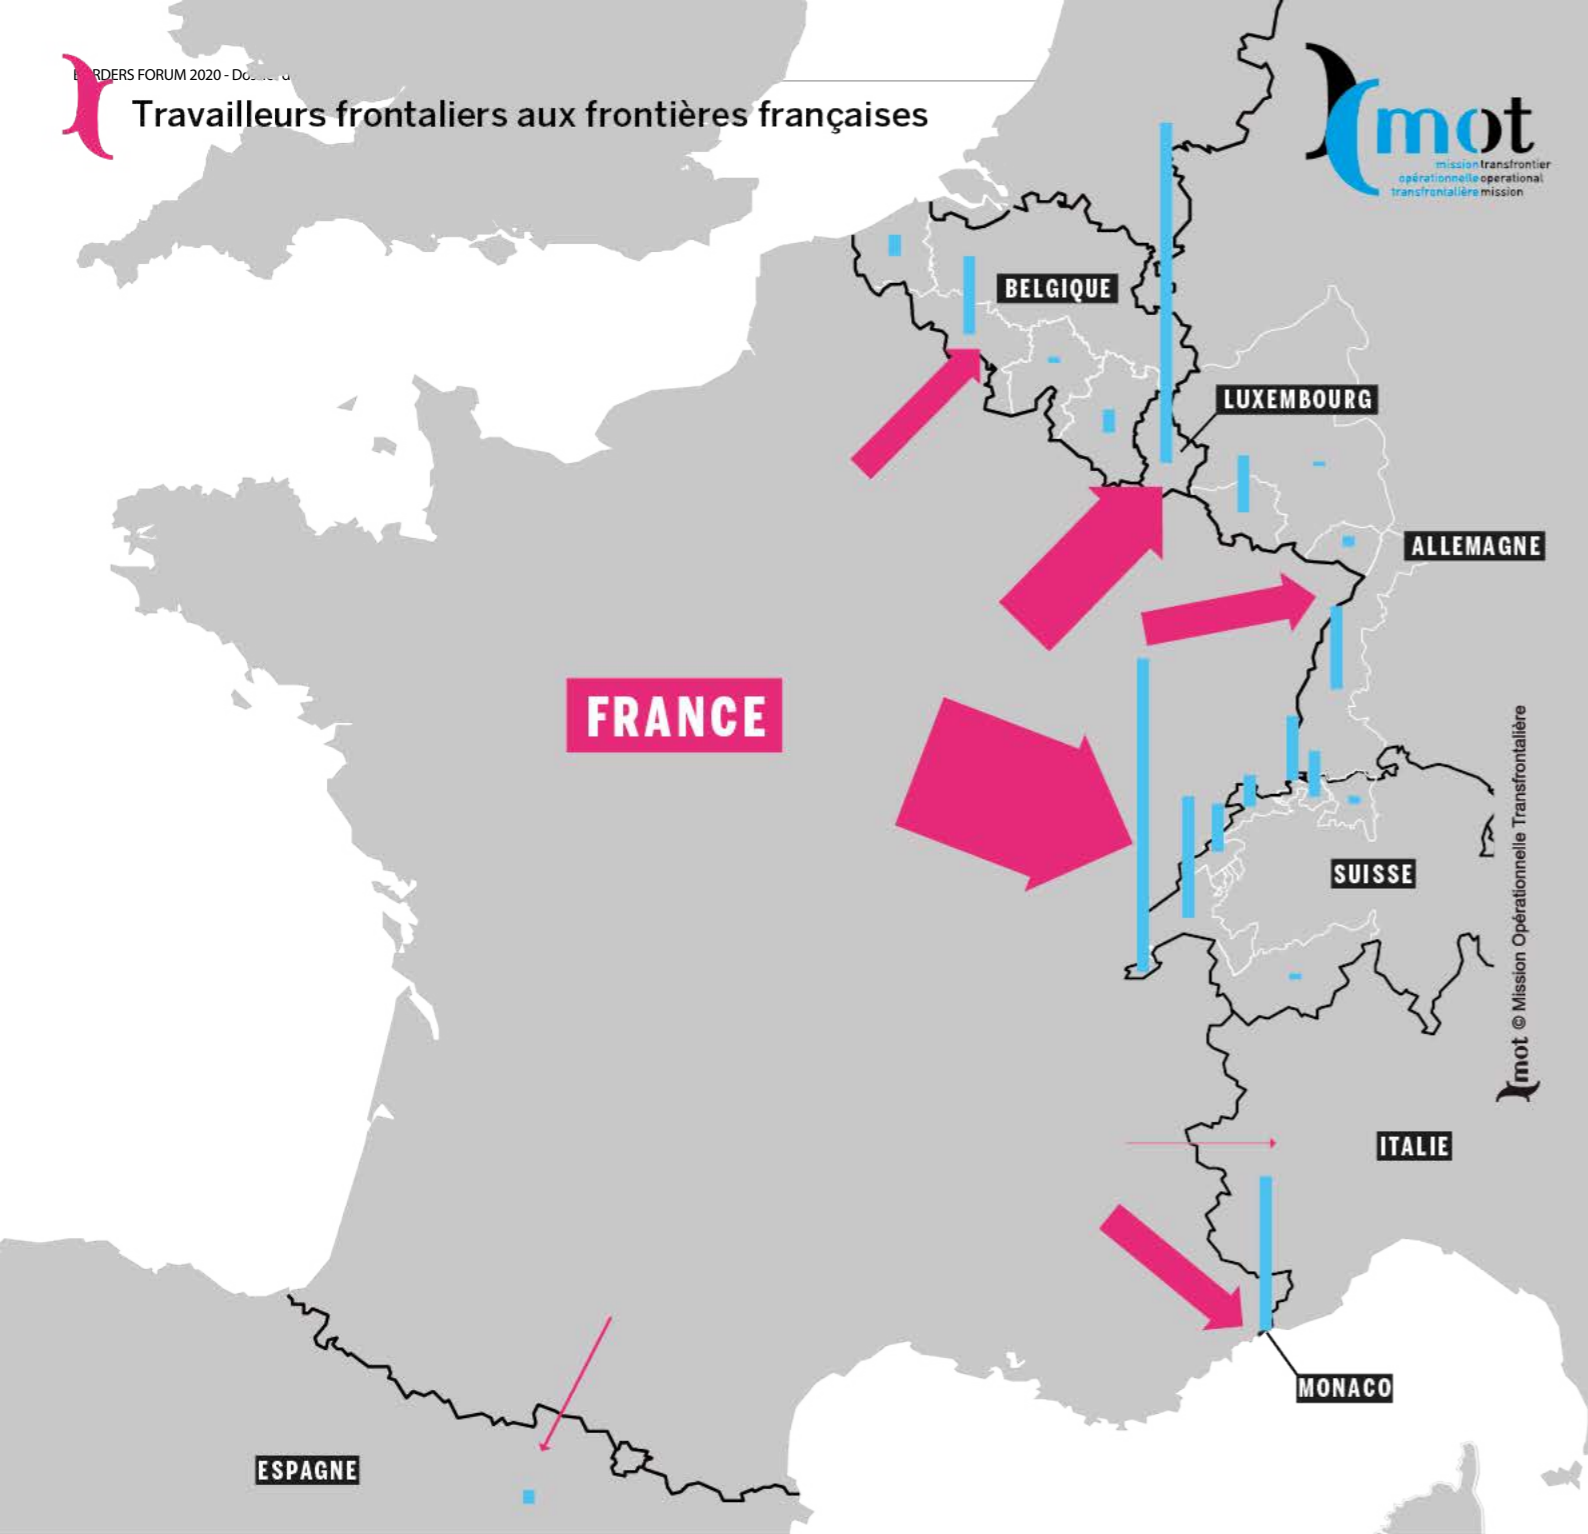 RDERS FORUM 2020 - Do
Travailleurs frontaliers aux frontières françaises
mot
mission transfrontier
opérationnelle operational
transfrontalière mission
BELGIQUE
LUXEMBOURG
ALLEMAGNE
FRANCE
SUISSE
ITALIE
MONACO
ESPAGNE
mot © Mission Opérationnelle Transfrontalière